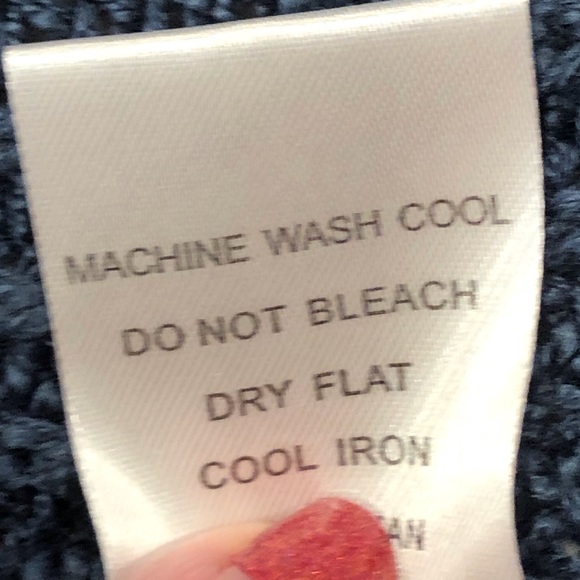 MACHINE WASH COOL
DO NOT BLEACH
DRY FLAT
COOL IRON